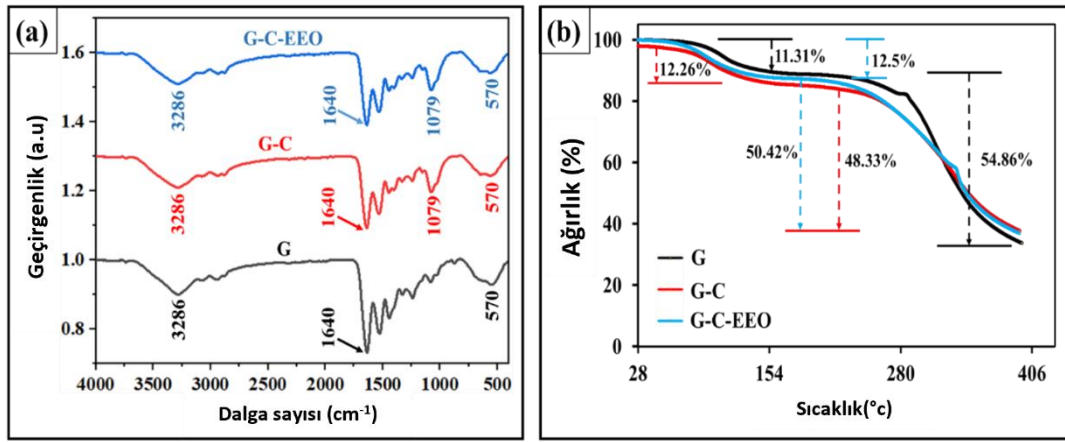 (a)
Geçirgenlik (a.u)
1.6
1.4
1.2
1.0
0.8
G-C-EEO
3286
1640
1079
570
G-C
3286
1640
1079
570
G
3286
1640
570
4000 3500 3000 2500 2000 1500 1000 500
Dalga sayısı (cm-1)
(b)
Ağırlık (%)
100
80
60
40
20
0
12.26%
11.31%
12.5%
50.42%
48.33%
54.86%
G
G-C
G-C-EEO
28 154 280 406
Sıcaklık(°c)